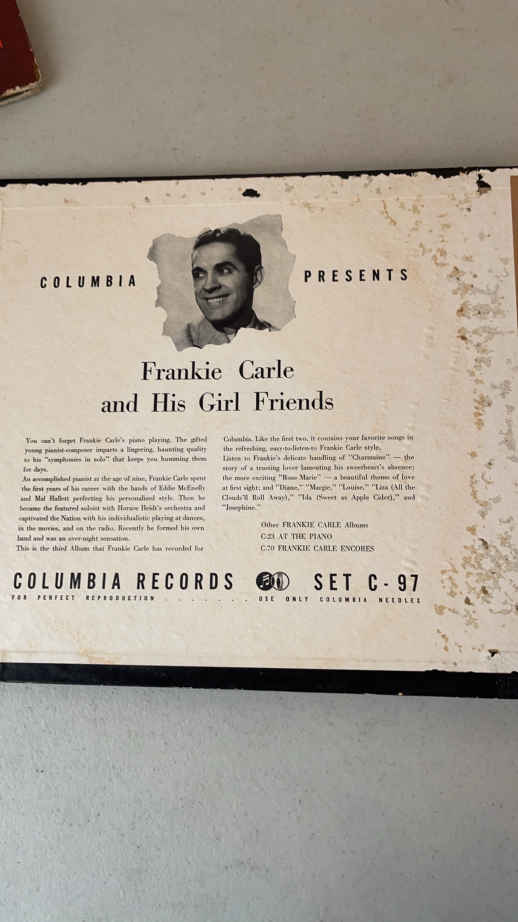 COLUMBIA PRESENTS
Frankie Carle
and His Girl Friends
You can't forget Frankie Carle's piano playing. The gifted
young pianist-composer imparts a lingering, haunting quality
to his "symphonies in solo" that keeps you humming them
for days.
An accomplished pianist at the age of nine, Frankie Carle spent
the first years of his career with the bands of Eddie McEnelly
and Mal Hallett perfecting his personalized style. Then he
became the featured soloist with Horace Heidt's orchestra and
captivated the Nation with his individualistic playing at dances,
in the movies, and on the radio. Recently he formed his own
band and was an over-night sensation.
This is the third Album that Frankie Carle has recorded for
Columbia. Like the first two, it contains your favorite songs in
the refreshing, easy-to-listen-to Frankie Carle style.
Listen to Frankie's delicate handling of "Charmaine" — the
story of a trusting lover lamenting his sweetheart's absence;
the more exciting "Rose Marie" — a beautiful theme of love
at first sight; and "Diane," "Margie," "Louise," "Liza (All the
Clouds'll Roll Away)," "Ida (Sweet as Apple Cider)," and
"Josephine."
Other FRANKIE CARLE Albums
C-23 AT THE PIANO
C-70 FRANKIE CARLE ENCORES
COLUMBIA RECORDS SET C-97
FOR PERFECT REPRODUCTION . . . . . . . USE ONLY COLUMBIA NEEDLES